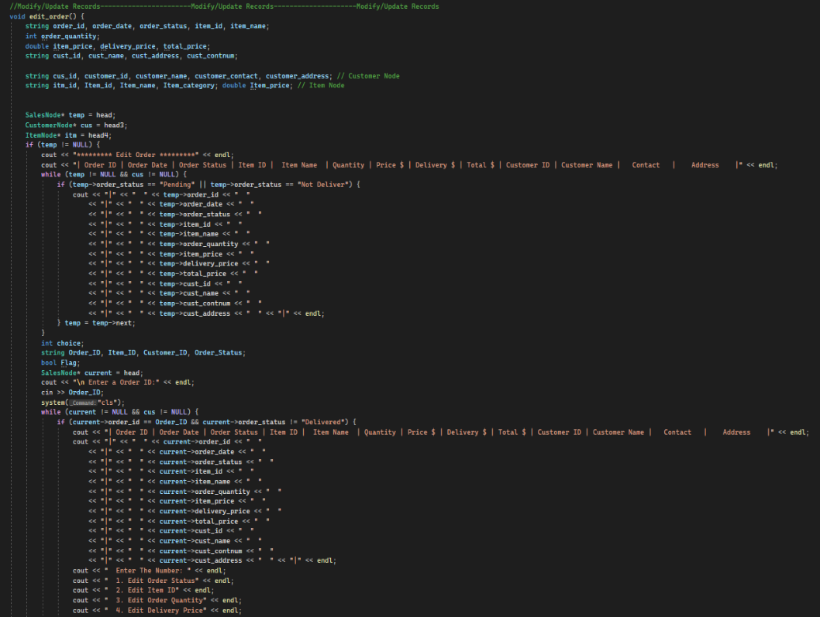 //Modify/Update Records----------------------Modify/Update Records--------------------Modify/Update Records
void edit_order() {
string order_id, order_date, order_status, item_id, item_name;
int order_quantity;
double item_price, delivery_price, total_price;
string cust_id, cust_name, cust_address, cust_contnum;
string cus_id, customer_id, customer_name, customer_contact, customer_address; // Customer Node
string itm_id, Item_id, Item_name, Item_category; double Item_price; // Item Node
SalesNode* temp = head;
CustomerNode* cus = head3;
ItemNode* itm = head4;
if (temp != NULL) {
cout << "********* Edit Order *********" << endl;
cout << "| Order ID | Order Date | Order Status | Item ID |  Item Name  | Quantity | Price $ | Delivery $ | Total $ | Customer ID | Customer Name |   Contact   |    Address    |" << endl;
while (temp != NULL && cus != NULL) {
if (temp->order_status == "Pending" || temp->order_status == "Not Deliver") {
cout << "|" << "  " << temp->order_id << "  "
<< "|" << "  " << temp->order_date << "  "
<< "|" << "  " << temp->order_status << "  "
<< "|" << "  " << temp->item_id << "  "
<< "|" << "  " << temp->item_name << "  "
<< "|" << "  " << temp->order_quantity << "  "
<< "|" << "  " << temp->item_price << "  "
<< "|" << "  " << temp->delivery_price << "  "
<< "|" << "  " << temp->total_price << "  "
<< "|" << "  " << temp->cust_id << "  "
<< "|" << "  " << temp->cust_name << "  "
<< "|" << "  " << temp->cust_contnum << "  "
<< "|" << "  " << temp->cust_address << "  " << "|" << endl;
} temp = temp->next;
}
int choice;
string Order_ID, Item_ID, Customer_ID, Order_Status;
bool Flag;
SalesNode* current = head;
cout << "\n Enter a Order ID:" << endl;
cin >> Order_ID;
system(_Command:"cls");
while (current != NULL && cus != NULL) {
if (current->order_id == Order_ID && current->order_status != "Delivered") {
cout << "| Order ID | Order Date | Order Status | Item ID |  Item Name  | Quantity | Price $ | Delivery $ | Total $ | Customer ID | Customer Name |   Contact   |    Address    |" << endl;
cout << "|" << "  " << current->order_id << "  "
<< "|" << "  " << current->order_date << "  "
<< "|" << "  " << current->order_status << "  "
<< "|" << "  " << current->item_id << "  "
<< "|" << "  " << current->item_name << "  "
<< "|" << "  " << current->order_quantity << "  "
<< "|" << "  " << current->item_price << "  "
<< "|" << "  " << current->delivery_price << "  "
<< "|" << "  " << current->total_price << "  "
<< "|" << "  " << current->cust_id << "  "
<< "|" << "  " << current->cust_name << "  "
<< "|" << "  " << current->cust_contnum << "  "
<< "|" << "  " << current->cust_address << "  " << "|" << endl;
cout << "  Enter The Number: " << endl;
cout << "  1. Edit Order Status" << endl;
cout << "  2. Edit Item ID" << endl;
cout << "  3. Edit Order Quantity" << endl;
cout << "  4. Edit Delivery Price" << endl;